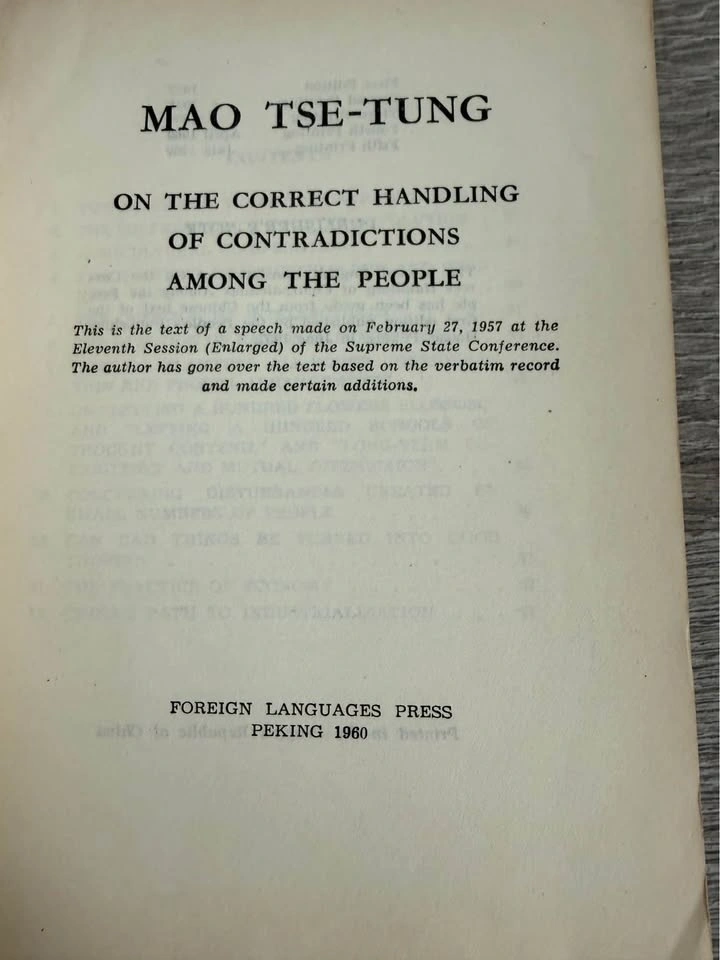 MAO TSE-TUNG
ON THE CORRECT HANDLING
OF CONTRADICTIONS
AMONG THE PEOPLE
This is the text of a speech made on February 27, 1957 at the
Eleventh Session (Enlarged) of the Supreme State Conference.
The author has gone over the text based on the verbatim record
and made certain additions.
FOREIGN LANGUAGES PRESS
PEKING 1960